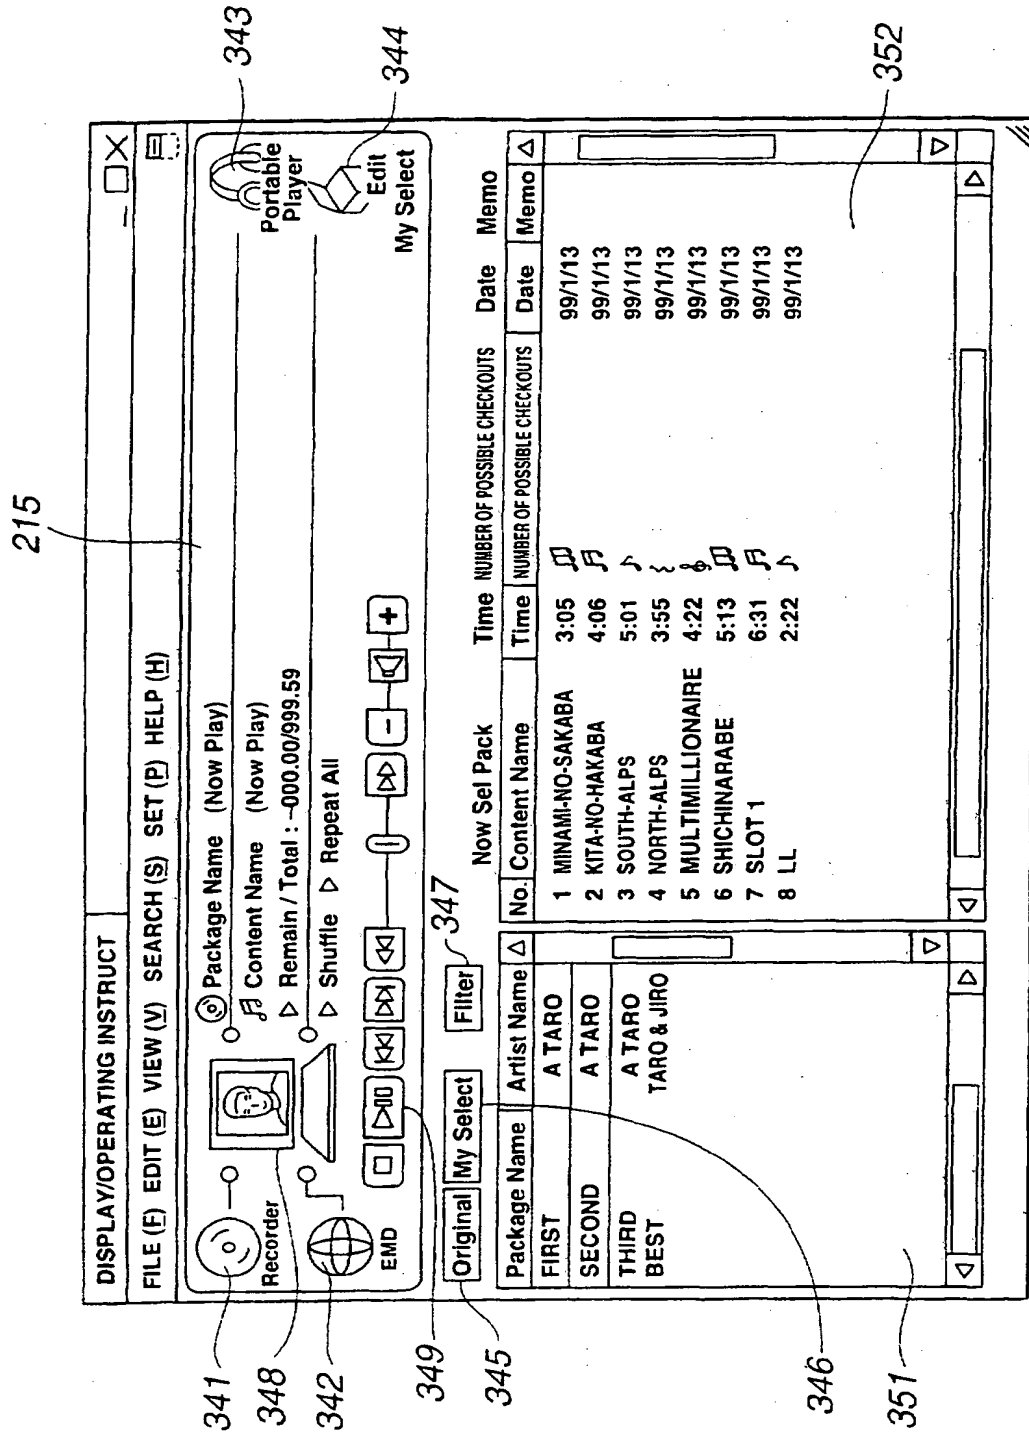 215
DISPLAY/OPERATING INSTRUCT
FILE (F) EDIT (E) VIEW (V) SEARCH (S) SET (P) HELP (H)
341
Recorder
348
342
EMD
Package Name (Now Play)
Content Name (Now Play)
Remain / Total : -000.00/999.59
Shuffle Repeat All
Portable
Player
343
Edit
344
My Select
349
345
Original My Select Filter
347
346
Package Name Artist Name
FIRST A TARO
SECOND A TARO
THIRD A TARO
BEST TARO & JIRO
351
Now Sel Pack Time NUMBER OF POSSIBLE CHECKOUTS Date Memo
No. Content Name Time NUMBER OF POSSIBLE CHECKOUTS Date Memo
1 MINAMI-NO-SAKABA 3:05 99/1/13
2 KITA-NO-HAKABA 4:06 99/1/13
3 SOUTH-ALPS 5:01 99/1/13
4 NORTH-ALPS 3:55 99/1/13
5 MULTIMILLIONAIRE 4:22 99/1/13
6 SHICHINARABE 5:13 99/1/13
7 SLOT 1 6:31 99/1/13
8 LL 2:22 99/1/13
352